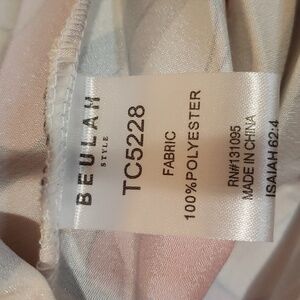 BEULAH
STYLE
TC5228
FABRIC
100%POLYESTER
RN#131095
MADE IN CHINA
ISAIAH 62:4